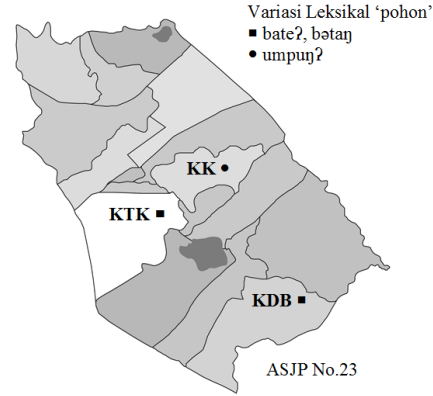 Variasi Leksikal ‘pohon’
■ bateʔ, bətaŋ
● umpuŋʔ
KK ●
KTK ■
KDB ■
ASJP No.23